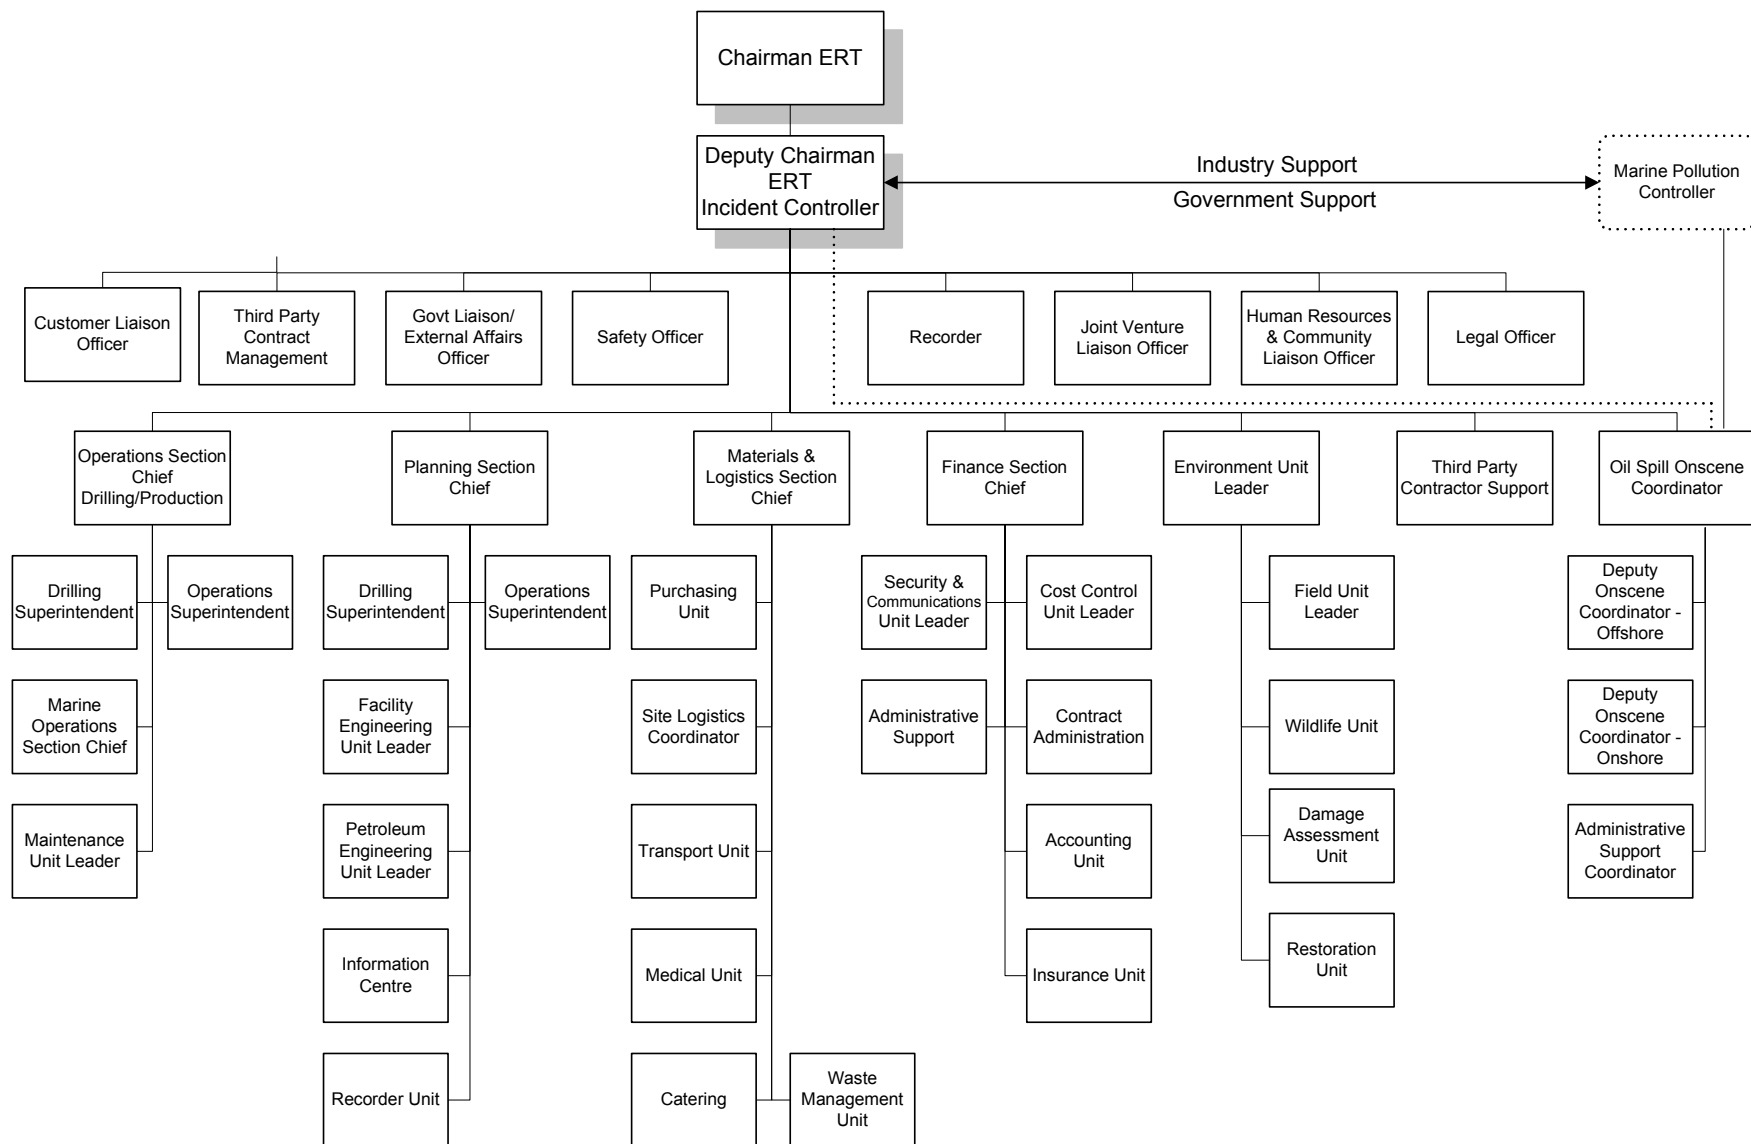 Chairman ERT
Deputy Chairman
ERT
Incident Controller
Industry Support
Government Support
Marine Pollution
Controller
Customer Liaison
Officer
Third Party
Contract
Management
Govt Liaison/
External Affairs
Officer
Safety Officer
Recorder
Joint Venture
Liaison Officer
Human Resources
& Community
Liaison Officer
Legal Officer
Operations Section
Chief
Drilling/Production
Planning Section
Chief
Materials &
Logistics Section
Chief
Finance Section
Chief
Environment Unit
Leader
Third Party
Contractor Support
Oil Spill Onscene
Coordinator
Drilling
Superintendent
Operations
Superintendent
Drilling
Superintendent
Operations
Superintendent
Purchasing
Unit
Security &
Communications
Unit Leader
Cost Control
Unit Leader
Field Unit
Leader
Deputy
Onscene
Coordinator -
Offshore
Marine
Operations
Section Chief
Facility
Engineering
Unit Leader
Site Logistics
Coordinator
Administrative
Support
Contract
Administration
Wildlife Unit
Deputy
Onscene
Coordinator -
Onshore
Maintenance
Unit Leader
Petroleum
Engineering
Unit Leader
Transport Unit
Accounting
Unit
Damage
Assessment
Unit
Administrative
Support
Coordinator
Information
Centre
Medical Unit
Insurance Unit
Restoration
Unit
Recorder Unit
Catering
Waste
Management
Unit